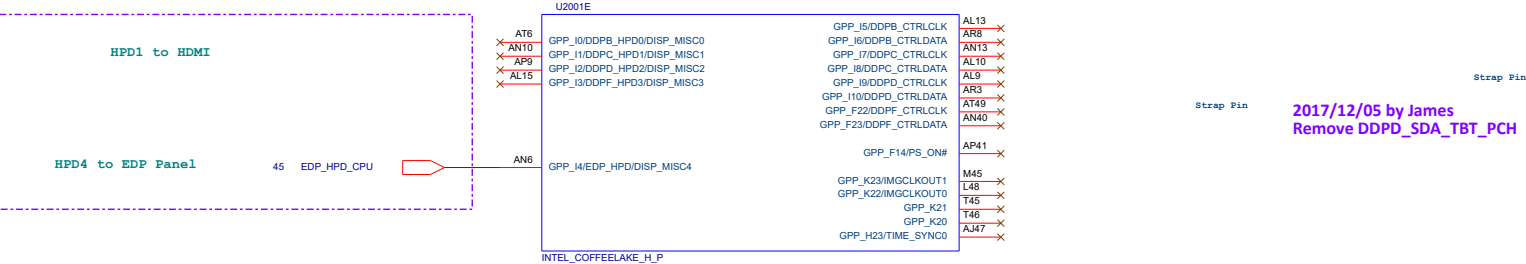 U2001E
HPD1 to HDMI
AT6 GPP_I0/DDPB_HPD0/DISP_MISC0
AN10 GPP_I1/DDPC_HPD1/DISP_MISC1
AP9 GPP_I2/DDPD_HPD2/DISP_MISC2
AL15 GPP_I3/DDPF_HPD3/DISP_MISC3
HPD4 to EDP Panel
45 EDP_HPD_CPU
AN6 GPP_I4/EDP_HPD/DISP_MISC4
GPP_I5/DDPB_CTRLCLK AL13
GPP_I6/DDPB_CTRLDATA AR8
GPP_I7/DDPC_CTRLCLK AN13
GPP_I8/DDPC_CTRLDATA AL10
GPP_I9/DDPD_CTRLCLK AL9
GPP_I10/DDPD_CTRLDATA AR3
GPP_F22/DDPF_CTRLCLK AT49
GPP_F23/DDPF_CTRLDATA AN40
GPP_F14/PS_ON# AP41
GPP_K23/IMGCLKOUT1 M45
GPP_K22/IMGCLKOUT0 L48
GPP_K21 T45
GPP_K20 T46
GPP_H23/TIME_SYNC0 AJ47
INTEL_COFFEELAKE_H_P
Strap Pin
Strap Pin
2017/12/05 by James
Remove DDPD_SDA_TBT_PCH